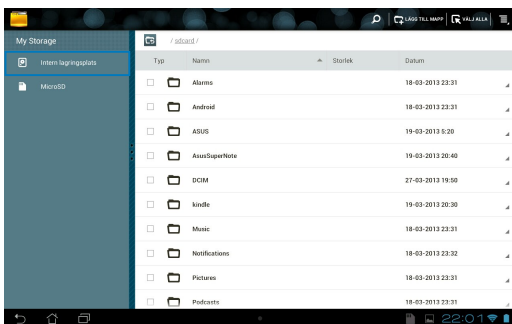 LÄGG TILL MAPP VÄLJ ALLA
My Storage / sdcard /
Intern lagringsplats
MicroSD
Typ Namn Storlek Datum
Alarms 18-03-2013 23:31
Android 18-03-2013 23:31
ASUS 19-03-2013 5:20
AsusSuperNote 19-03-2013 20:40
DCIM 27-03-2013 19:50
kindle 19-03-2013 20:30
Music 18-03-2013 23:31
Notifications 18-03-2013 23:32
Pictures 18-03-2013 23:31
Podcasts 18-03-2013 23:31
22:01